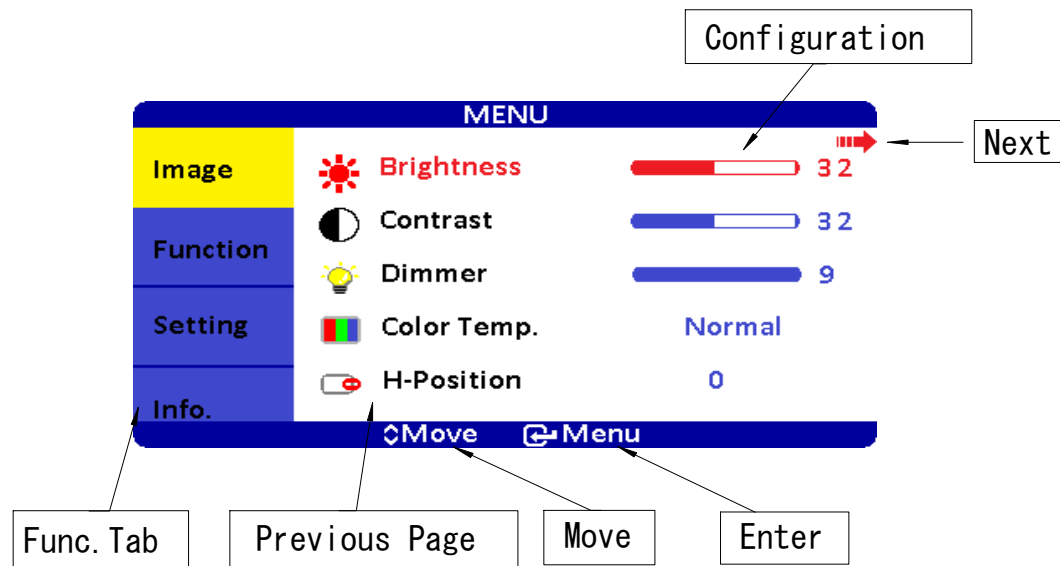 Configuration
MENU
Next
Image
Brightness 32
Contrast 32
Function
Dimmer 9
Setting
Color Temp. Normal
H-Position 0
Info.
Move Menu
Func.Tab
Previous Page
Move
Enter